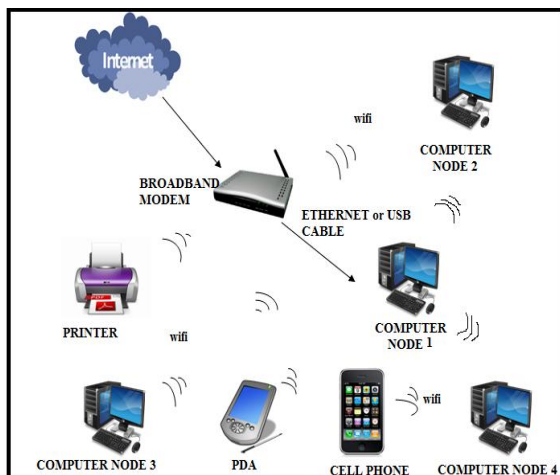 Internet
wifi
COMPUTER
NODE 2
BROADBAND
MODEM
ETHERNET or USB
CABLE
PRINTER
wifi
COMPUTER
NODE 1
wifi
COMPUTER NODE 3
PDA
CELL PHONE
COMPUTER NODE 4